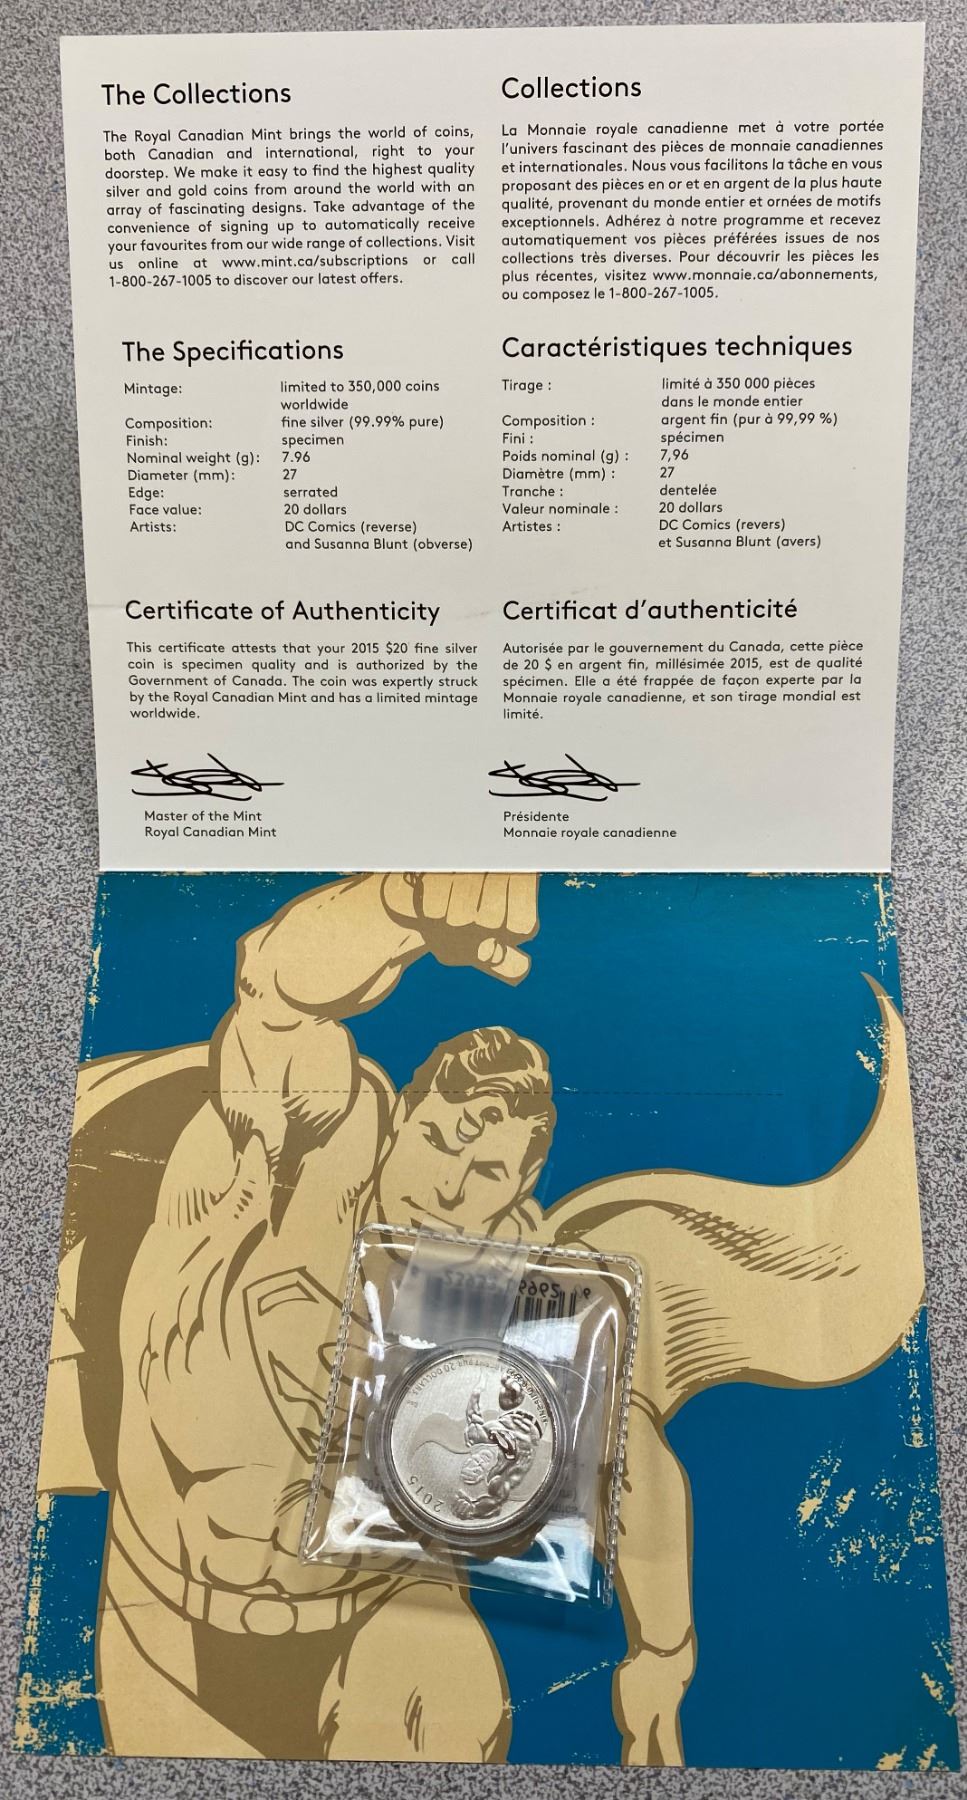 The Collections
The Royal Canadian Mint brings the world of coins,
both Canadian and international, right to your
doorstep. We make it easy to find the highest quality
silver and gold coins from around the world with an
array of fascinating designs. Take advantage of the
convenience of signing up to automatically receive
your favourites from our wide range of collections. Visit
us online at www.mint.ca/subscriptions or call
1-800-267-1005 to discover our latest offers.
Collections
La Monnaie royale canadienne met à votre portée
l'univers fascinant des pièces de monnaie canadiennes
et internationales. Nous vous facilitons la tâche en vous
proposant des pièces en or et en argent de la plus haute
qualité, provenant du monde entier et ornées de motifs
exceptionnels. Adhérez à notre programme et recevez
automatiquement vos pièces préférées issues de nos
collections très diverses. Pour découvrir les pièces les
plus récentes, visitez www.monnaie.ca/abonnements,
ou composez le 1-800-267-1005.
The Specifications
Mintage: limited to 350,000 coins
worldwide
Composition: fine silver (99.99% pure)
Finish: specimen
Nominal weight (g): 7.96
Diameter (mm): 27
Edge: serrated
Face value: 20 dollars
Artists: DC Comics (reverse)
and Susanna Blunt (obverse)
Caractéristiques techniques
Tirage : limité à 350 000 pièces
dans le monde entier
Composition : argent fin (pur à 99,99 %)
Fini : spécimen
Poids nominal (g) : 7,96
Diamètre (mm) : 27
Tranche : dentelée
Valeur nominale : 20 dollars
Artistes : DC Comics (revers)
et Susanna Blunt (avers)
Certificate of Authenticity
This certificate attests that your 2015 $20 fine silver
coin is specimen quality and is authorized by the
Government of Canada. The coin was expertly struck
by the Royal Canadian Mint and has a limited mintage
worldwide.
Master of the Mint
Royal Canadian Mint
Certificat d'authenticité
Autorisée par le gouvernement du Canada, cette pièce
de 20 $ en argent fin, millésimée 2015, est de qualité
spécimen. Elle a été frappée de façon experte par la
Monnaie royale canadienne, et son tirage mondial est
limité.
Présidente
Monnaie royale canadienne
S
20 DOLLARS
2015